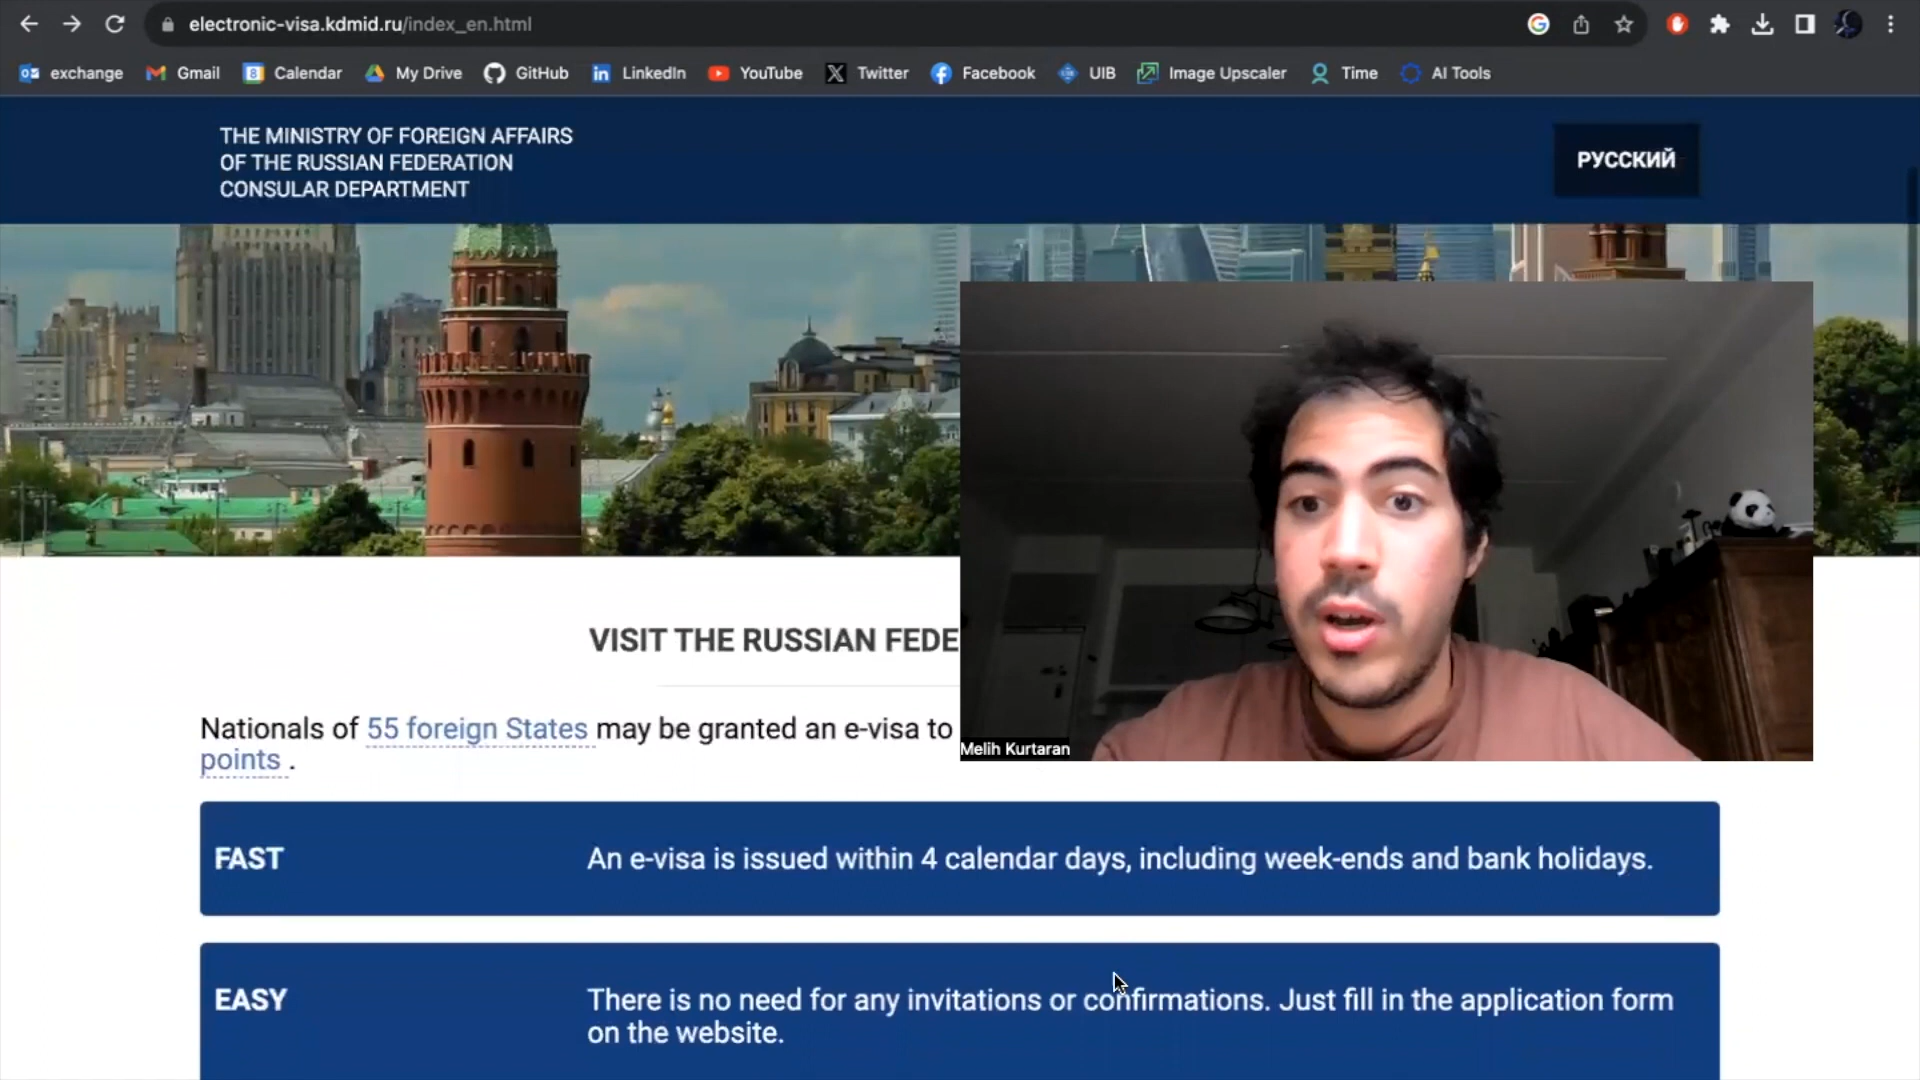 electronic-visa.kdmid.ru/index_en.html
exchange Gmail Calendar My Drive GitHub LinkedIn YouTube Twitter Facebook UIB Image Upscaler Time AI Tools
THE MINISTRY OF FOREIGN AFFAIRS
OF THE RUSSIAN FEDERATION
CONSULAR DEPARTMENT
РУССКИЙ
VISIT THE RUSSIAN FEDE
Nationals of 55 foreign States may be granted an e-visa to
points .
Melih Kurtaran
FAST
An e-visa is issued within 4 calendar days, including week-ends and bank holidays.
EASY
There is no need for any invitations or confirmations. Just fill in the application form
on the website.